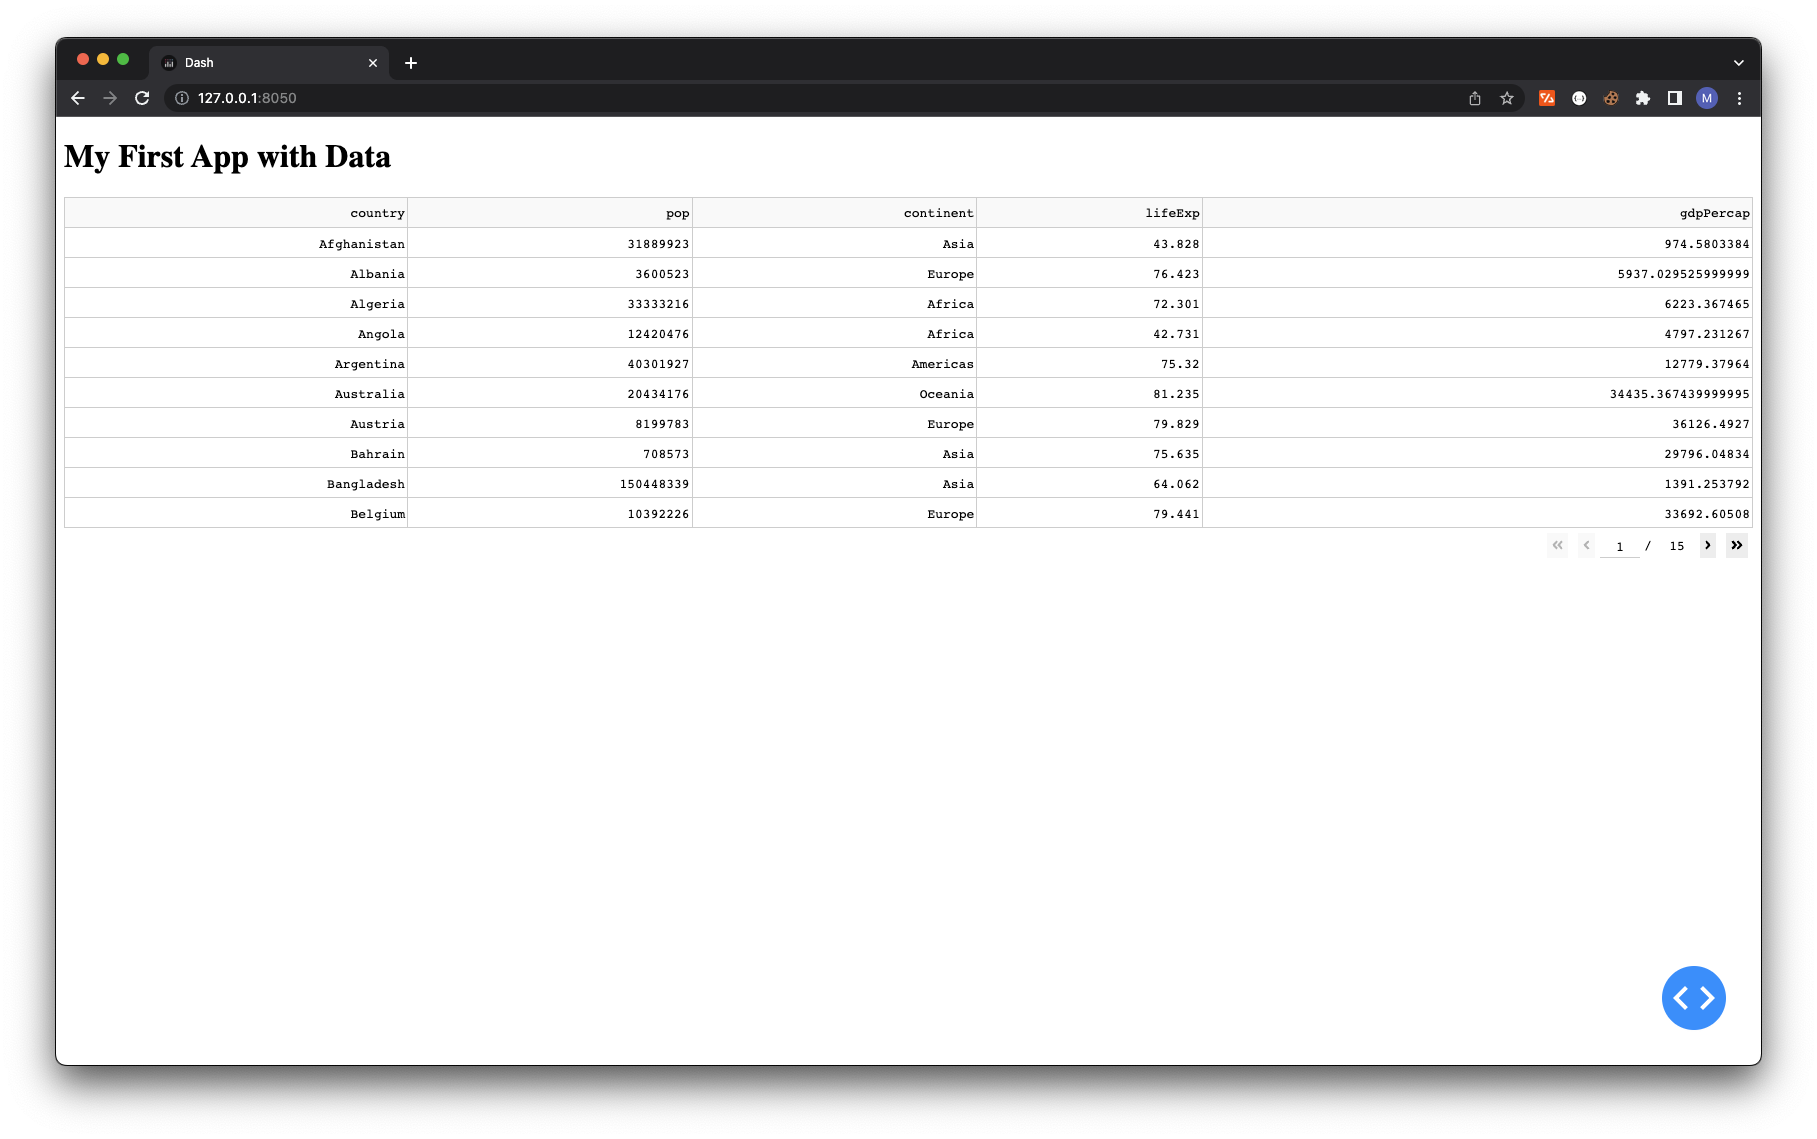 Dash
127.0.0.1:8050
M
My First App with Data
country pop continent lifeExp gdpPercap
Afghanistan 31889923 Asia 43.828 974.5803384
Albania 3600523 Europe 76.423 5937.029525999999
Algeria 33333216 Africa 72.301 6223.367465
Angola 12420476 Africa 42.731 4797.231267
Argentina 40301927 Americas 75.32 12779.37964
Australia 20434176 Oceania 81.235 34435.367439999995
Austria 8199783 Europe 79.829 36126.4927
Bahrain 708573 Asia 75.635 29796.04834
Bangladesh 150448339 Asia 64.062 1391.253792
Belgium 10392226 Europe 79.441 33692.60508
« ‹ 1 / 15 › »